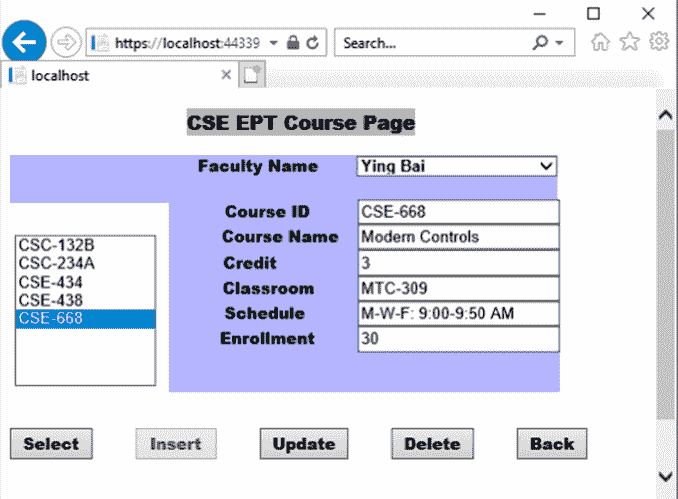 https://localhost:44339
Search...
localhost
CSE EPT Course Page
Faculty Name Ying Bai
Course ID CSE-668
Course Name Modern Controls
Credit 3
Classroom MTC-309
Schedule M-W-F: 9:00-9:50 AM
Enrollment 30
CSC-132B
CSC-234A
CSE-434
CSE-438
CSE-668
Select Insert Update Delete Back